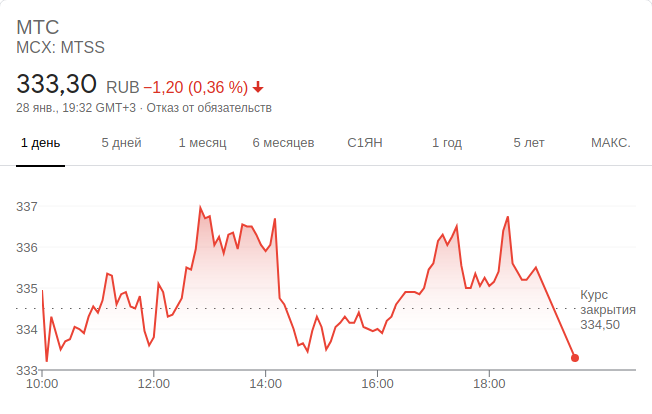 МТС
MCX: MTSS
333,30 RUB −1,20 (0,36 %)
28 янв., 19:32 GMT+3 · Отказ от обязательств
1 день 5 дней 1 месяц 6 месяцев С1ЯН 1 год 5 лет МАКС.
337
336
335
334
333
Курс
закрытия
334,50
10:00 12:00 14:00 16:00 18:00